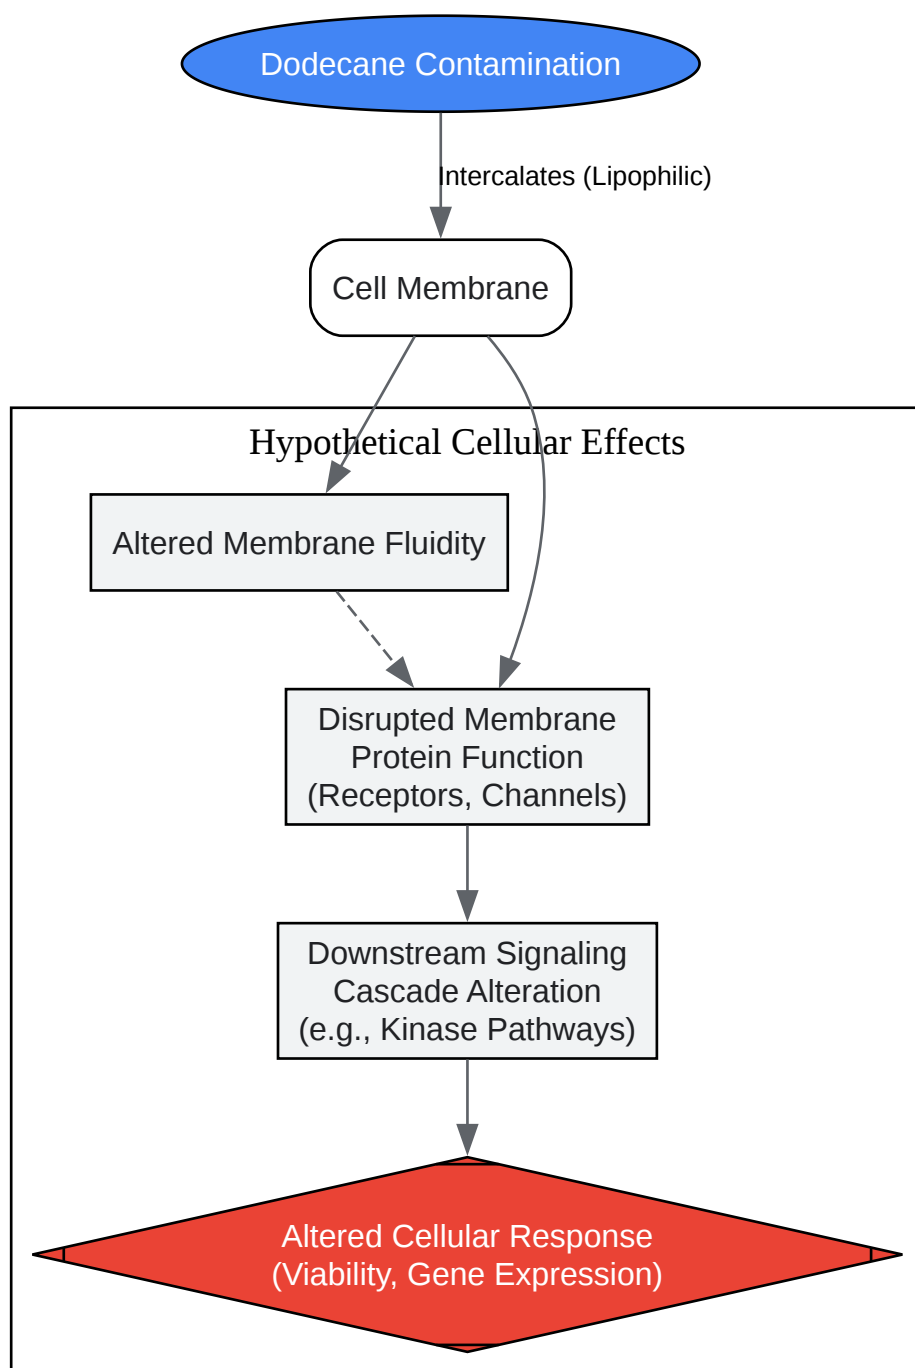 Dodecane Contamination
Intercalates (Lipophilic)
Cell Membrane
Hypothetical Cellular Effects
Altered Membrane Fluidity
Disrupted Membrane
Protein Function
(Receptors, Channels)
Downstream Signaling
Cascade Alteration
(e.g., Kinase Pathways)
Altered Cellular Response
(Viability, Gene Expression)